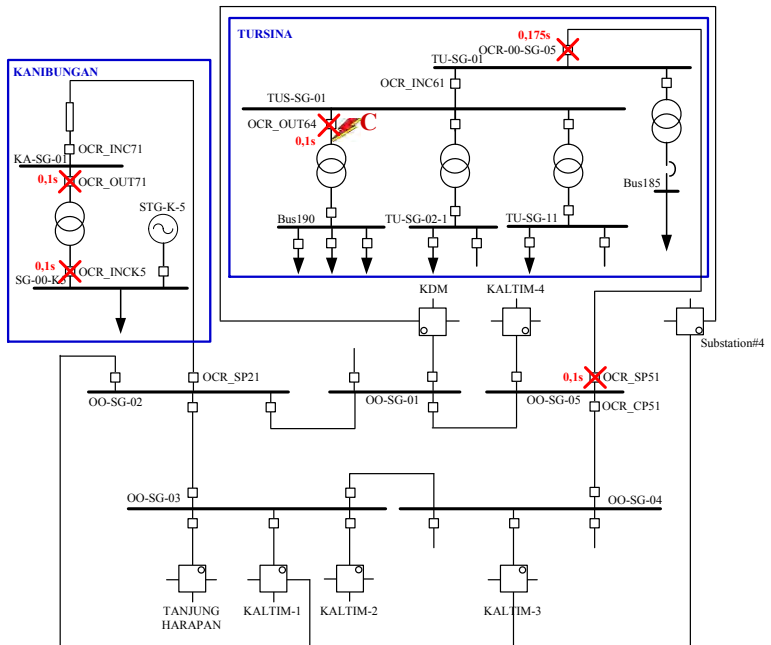 TURSINA
0,175s
OCR-00-SG-05
TU-SG-01
KANIBUNGAN
OCR_INC61
TUS-SG-01
OCR_OUT64
C
0,1s
OCR_INC71
KA-SG-01
0,1s
OCR_OUT71
Bus185
STG-K-5
Bus190
TU-SG-02-1
TU-SG-11
0,1s
OCR_INCK5
SG-00-K5
KDM
KALTIM-4
Substation#4
OCR_SP21
0,1s
OCR_SP51
OO-SG-02
OO-SG-01
OO-SG-05
OCR_CP51
OO-SG-03
OO-SG-04
TANJUNG
HARAPAN
KALTIM-1
KALTIM-2
KALTIM-3